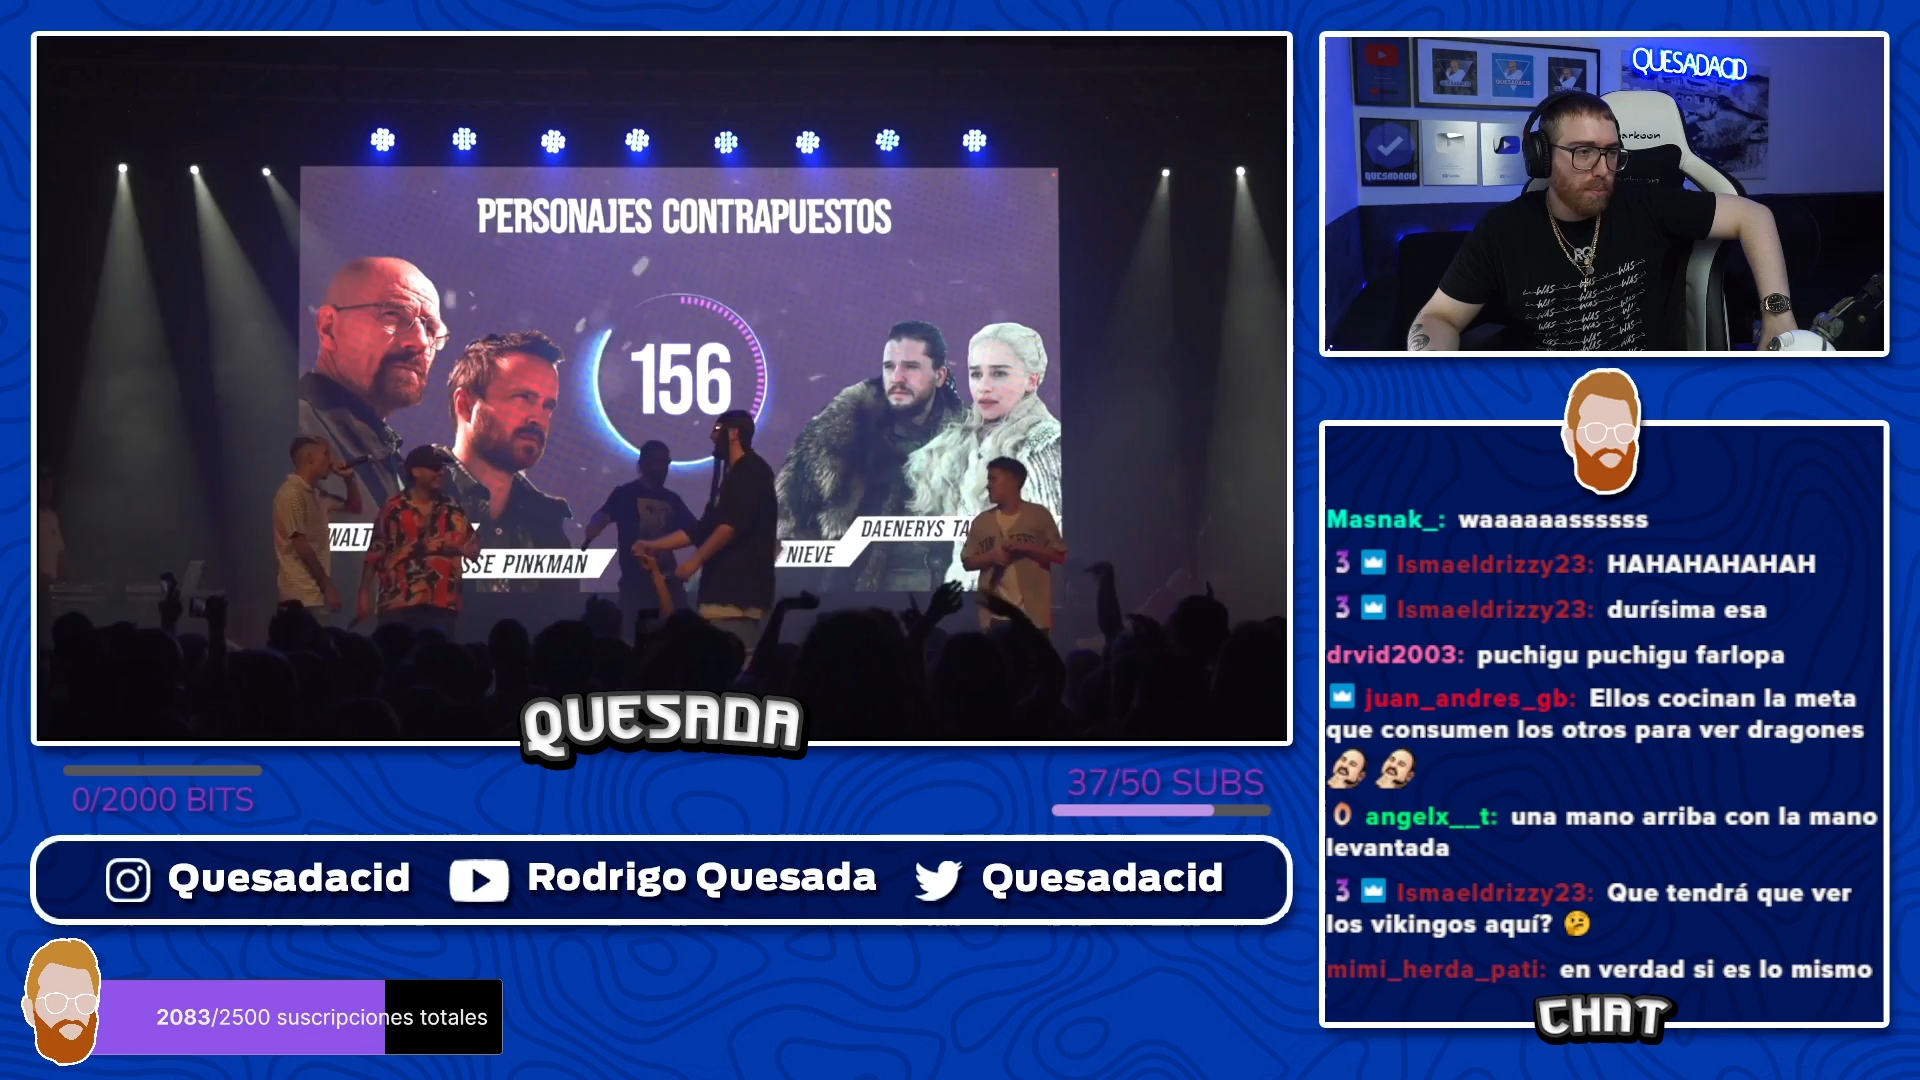 PERSONAJES CONTRAPUESTOS
156
WALT
SSE PINKMAN
NIEVE
DAENERYS TA
QUESADA
0/2000 BITS
37/50 SUBS
Quesadacid
Rodrigo Quesada
Quesadacid
2083/2500 suscripciones totales
QUESADACID
QUESADACID
arkoon
Masnak_: waaaaaassssss
3 Ismaeldrizzy23: HAHAHAHAHAH
3 Ismaeldrizzy23: durísima esa
drvid2003: puchigu puchigu farlopa
juan_andres_gb: Ellos cocinan la meta
que consumen los otros para ver dragones
0 angelx__t: una mano arriba con la mano
levantada
3 Ismaeldrizzy23: Que tendrá que ver
los vikingos aquí? 🤔
mimi_herda_pati: en verdad si es lo mismo
CHAT